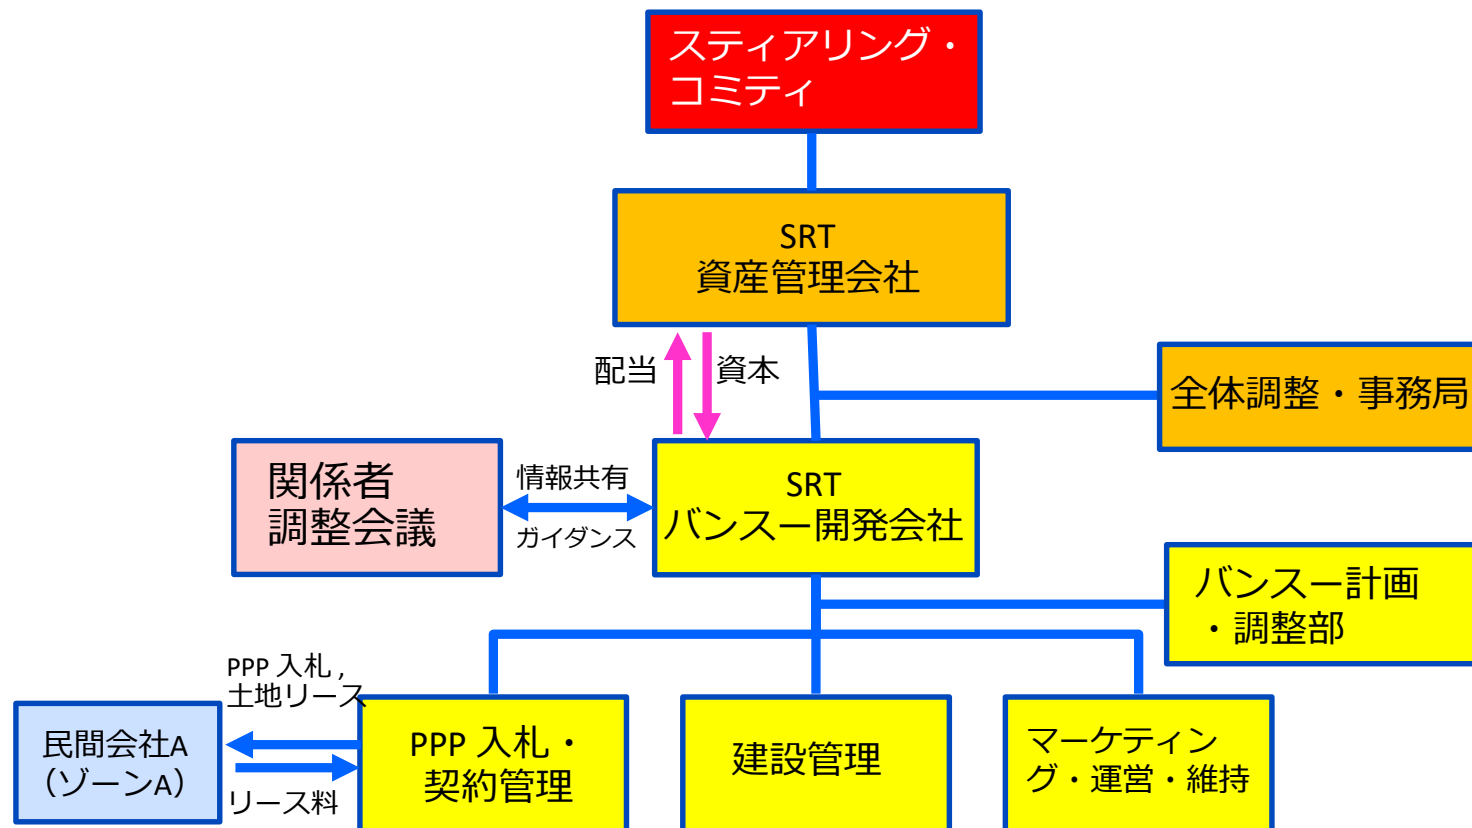 スティアリング・
コミティ
SRT
資産管理会社
配当
資本
全体調整・事務局
関係者
調整会議
情報共有
ガイダンス
SRT
バンスー開発会社
バンスー計画
・調整部
PPP 入札 ,
土地リース
民間会社A
（ゾーンA）
リース料
PPP 入札・
契約管理
建設管理
マーケティン
グ・運営・維持